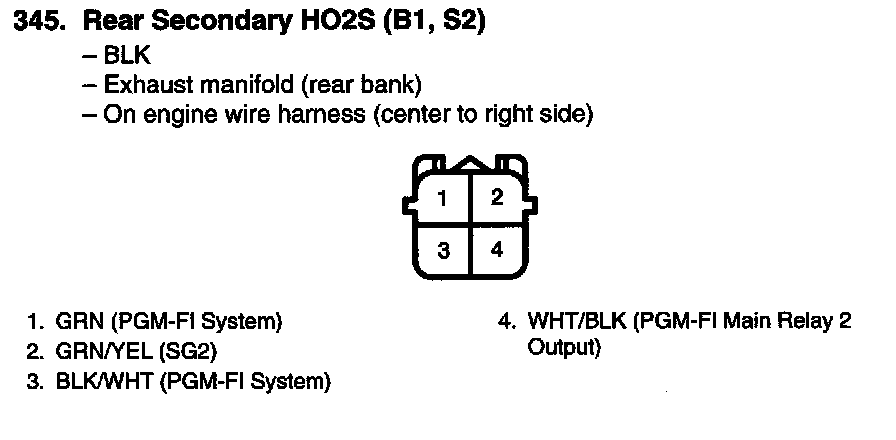 345. Rear Secondary HO2S (B1, S2)
– BLK
– Exhaust manifold (rear bank)
– On engine wire harness (center to right side)
1 2
3 4
1. GRN (PGM-FI System)
2. GRN/YEL (SG2)
3. BLK/WHT (PGM-FI System)
4. WHT/BLK (PGM-FI Main Relay 2
Output)